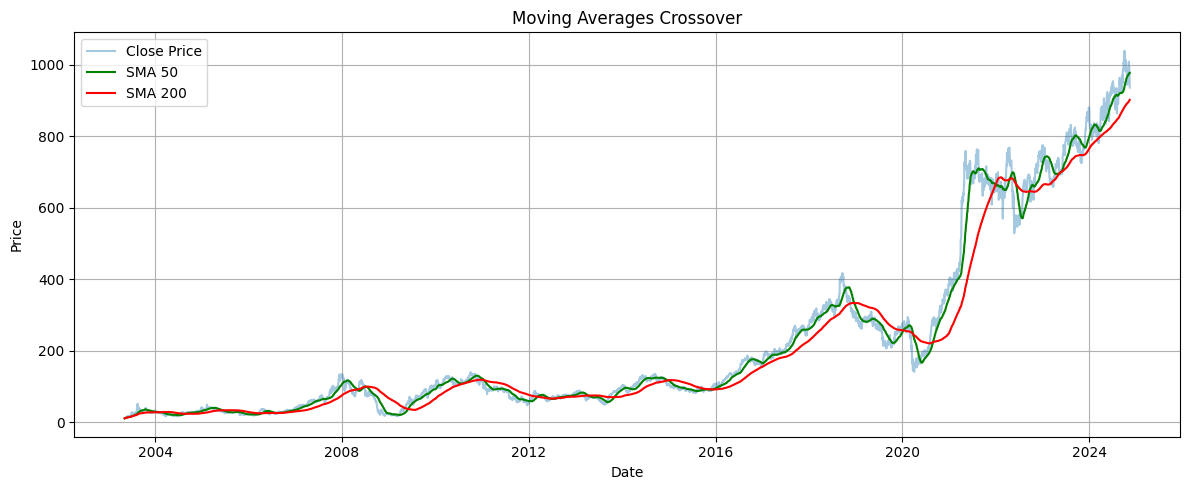 Moving Averages Crossover
Close Price
SMA 50
SMA 200
Price
1000
800
600
400
200
0
2004 2008 2012 2016 2020 2024
Date